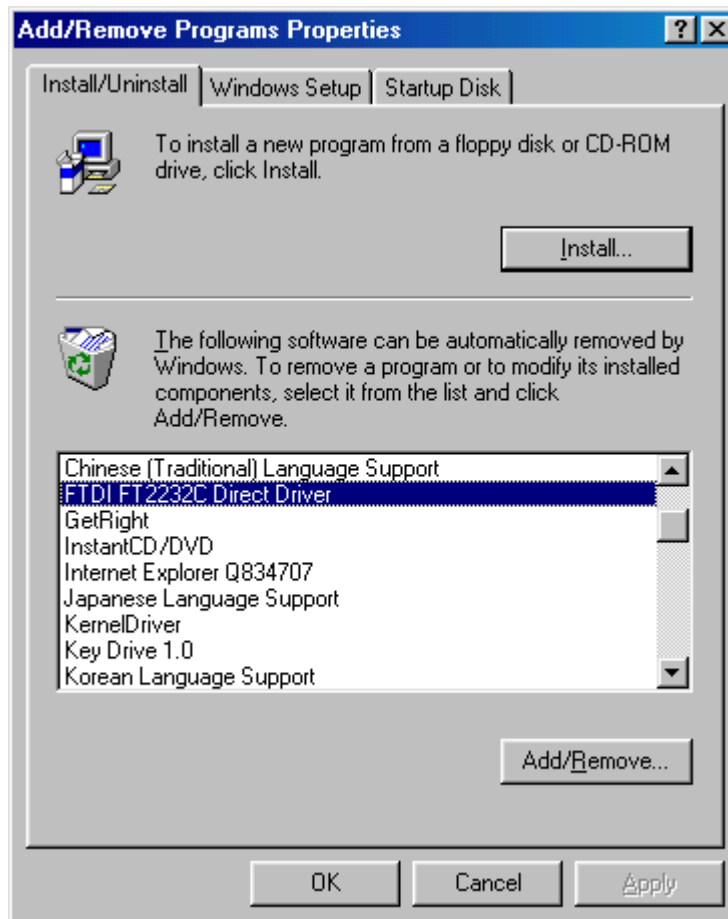 Add/Remove Programs Properties
Install/Uninstall
Windows Setup
Startup Disk
To install a new program from a floppy disk or CD-ROM
drive, click Install.
Install...
The following software can be automatically removed by
Windows. To remove a program or to modify its installed
components, select it from the list and click
Add/Remove.
Chinese (Traditional) Language Support
FTDI FT2232C Direct Driver
GetRight
InstantCD/DVD
Internet Explorer Q834707
Japanese Language Support
KernelDriver
Key Drive 1.0
Korean Language Support
Add/Remove...
OK
Cancel
Apply